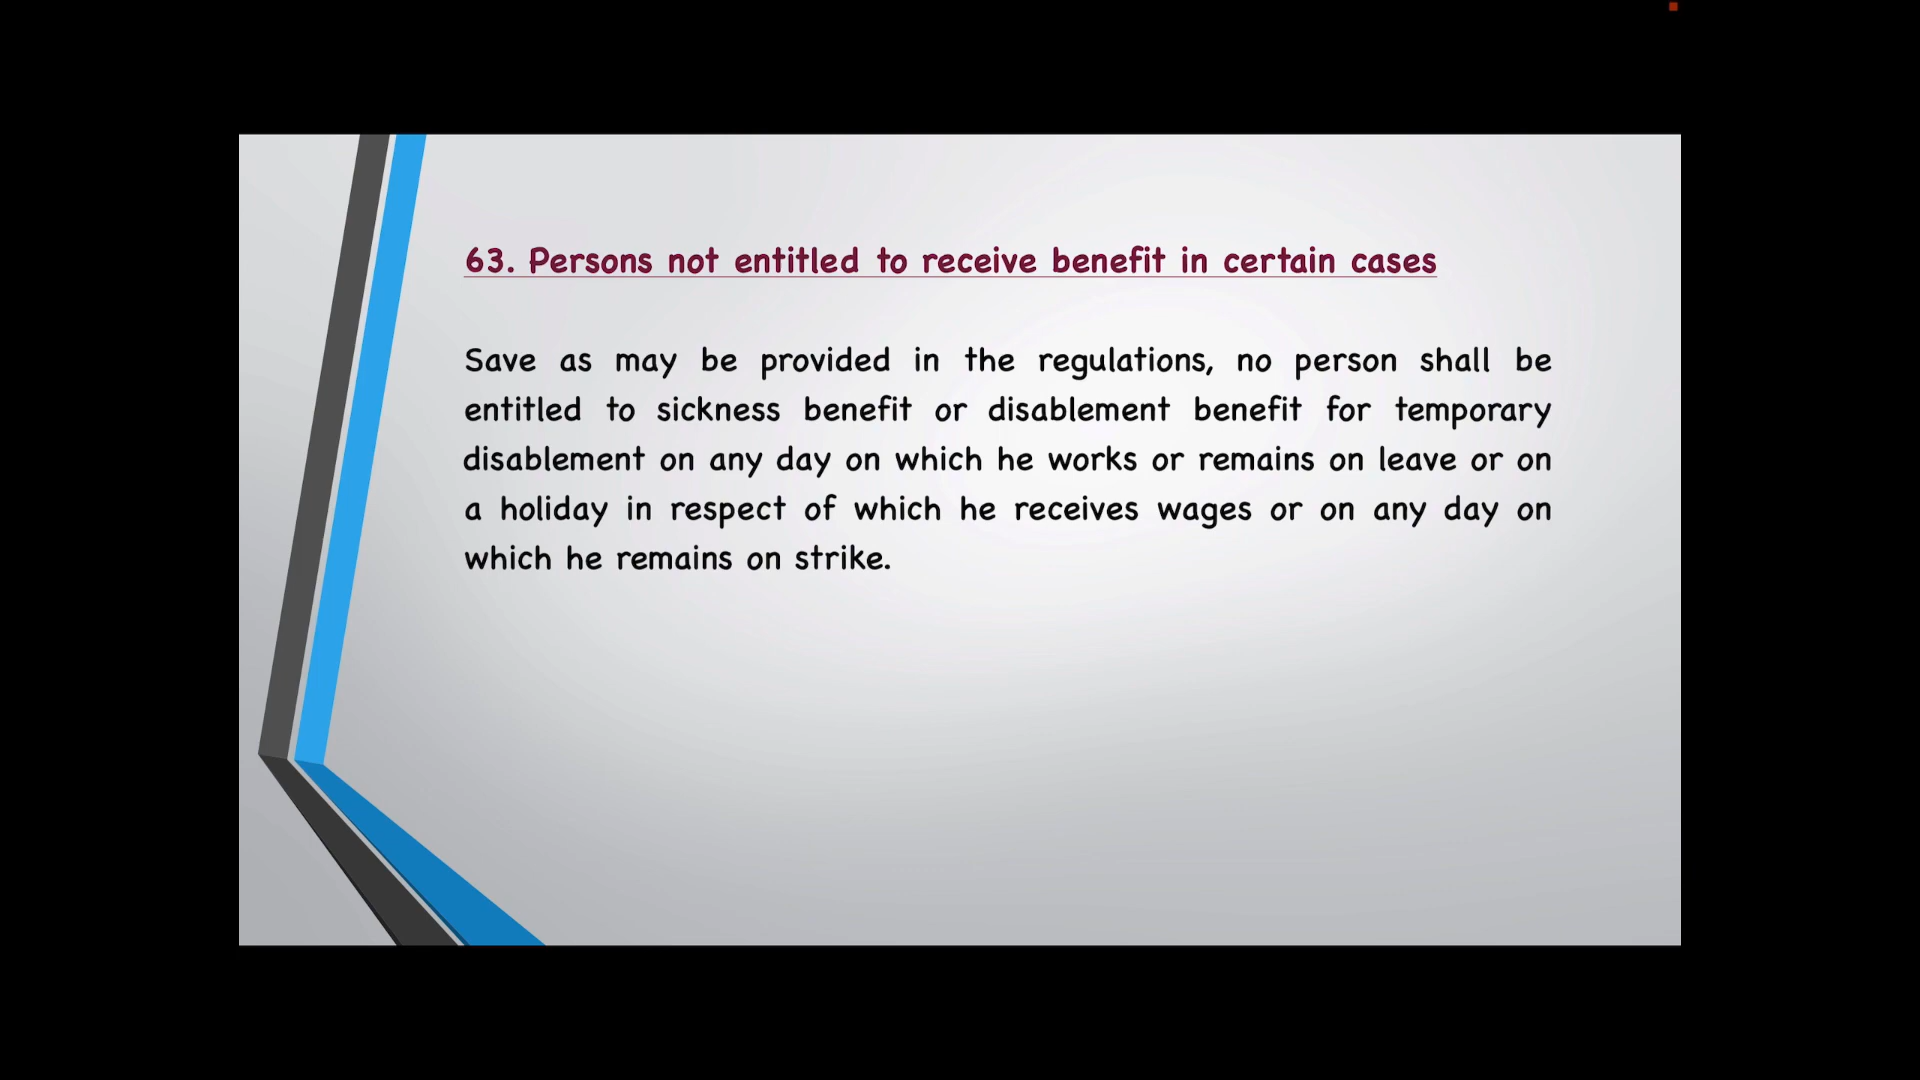 63. Persons not entitled to receive benefit in certain cases
Save as may be provided in the regulations, no person shall be
entitled to sickness benefit or disablement benefit for temporary
disablement on any day on which he works or remains on leave or on
a holiday in respect of which he receives wages or on any day on
which he remains on strike.